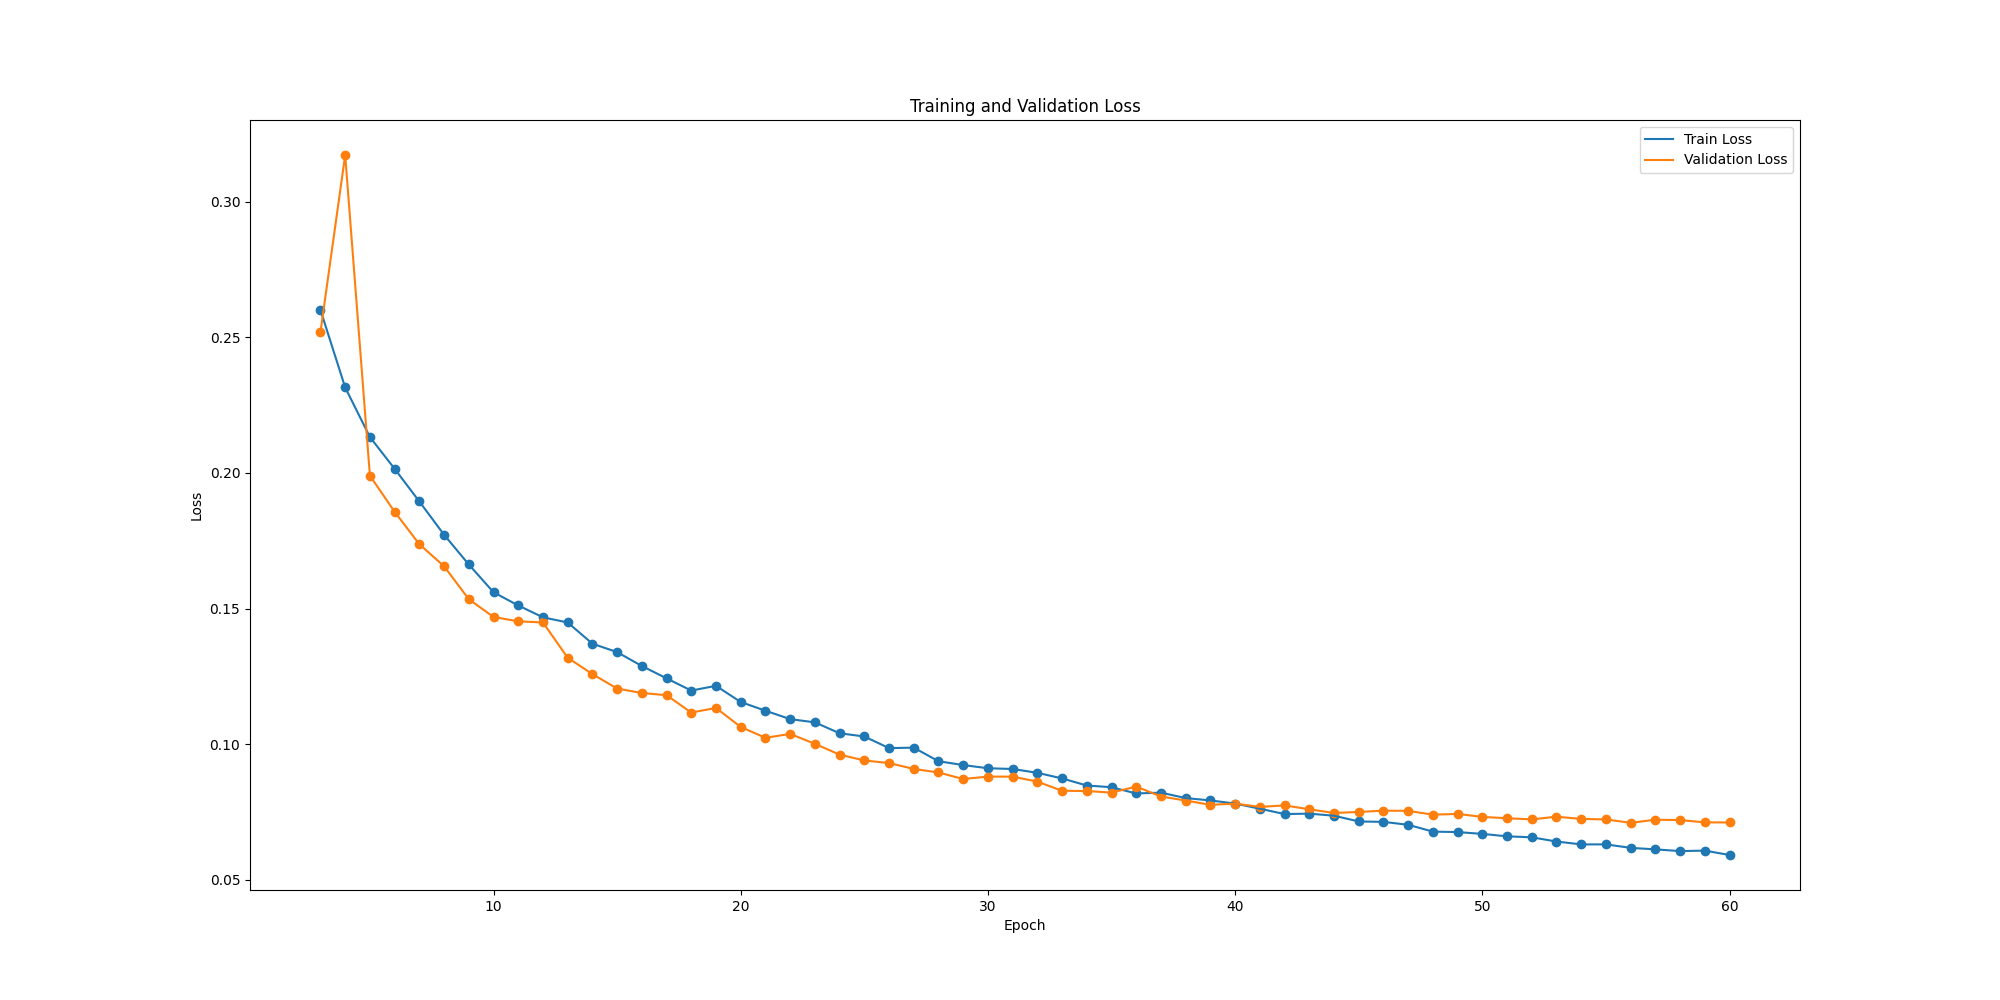 Training and Validation Loss
Train Loss
Validation Loss
0.30
0.25
0.20
0.15
0.10
0.05
Loss
10 20 30 40 50 60
Epoch